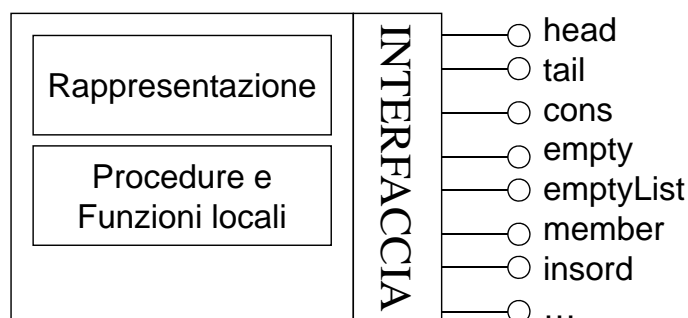 Rappresentazione
Procedure e
Funzioni locali
INTERFACCIA
head
tail
cons
empty
emptyList
member
insord
...